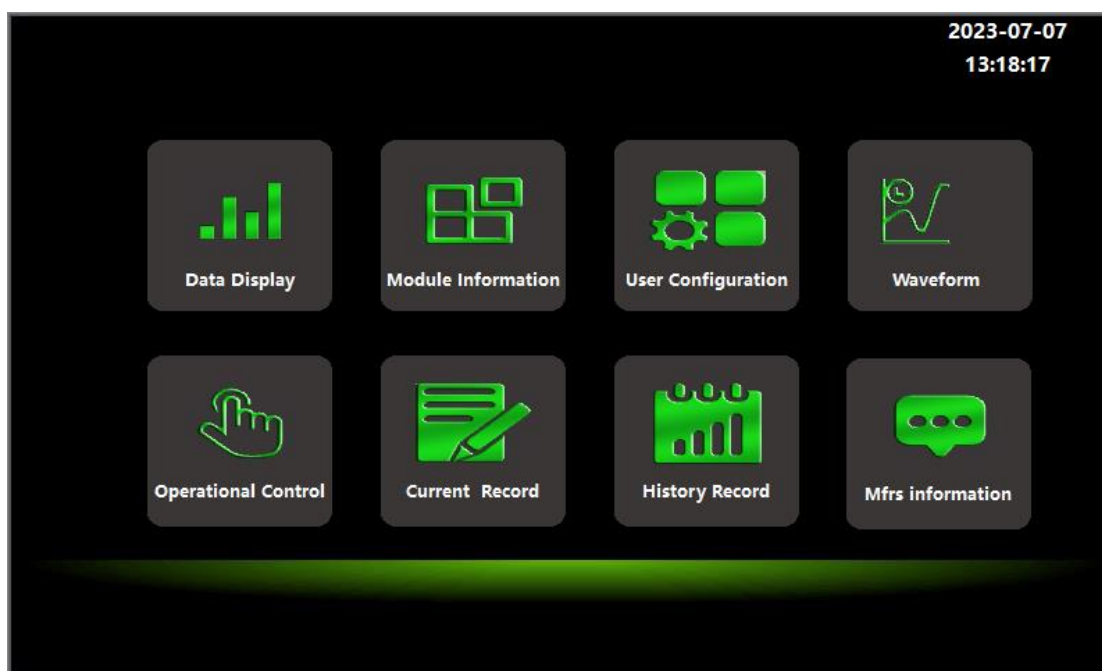 2023-07-07
13:18:17
Data Display
Module Information
User Configuration
Waveform
Operational Control
Current Record
History Record
Mfrs information